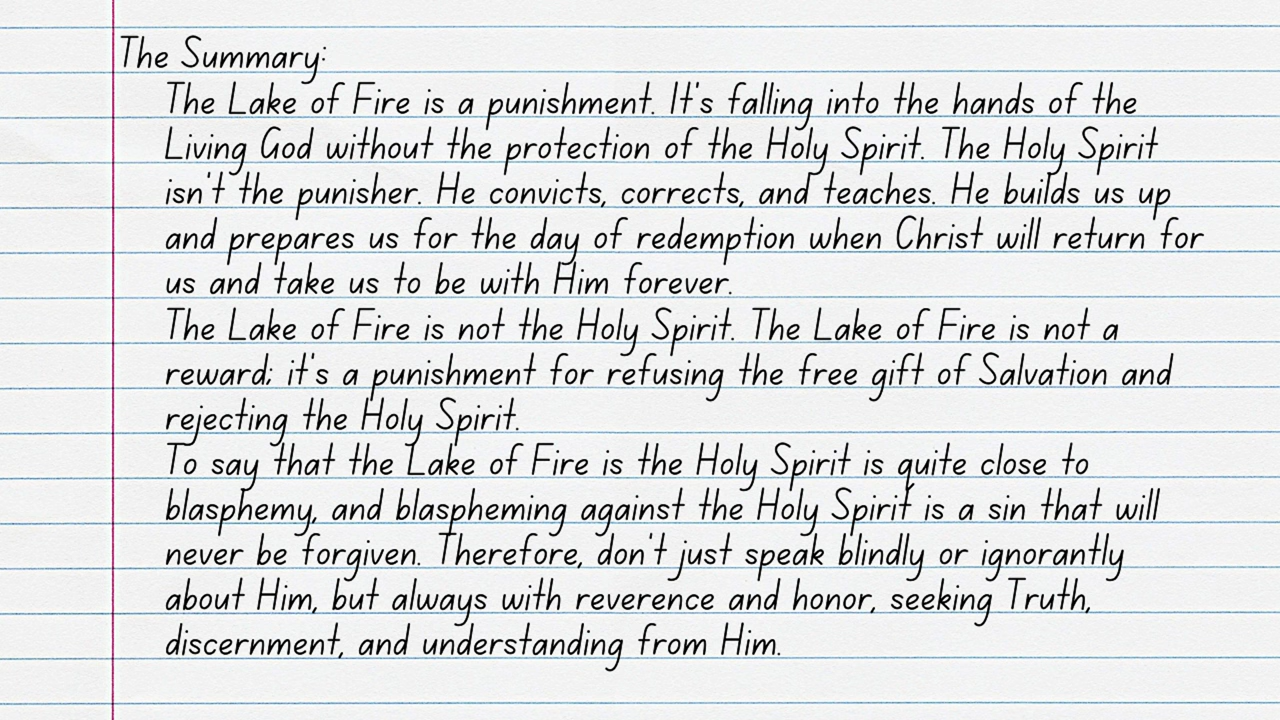 The Summary:
The Lake of Fire is a punishment. It's falling into the hands of the
Living God without the protection of the Holy Spirit. The Holy Spirit
isn't the punisher. He convicts, corrects, and teaches. He builds us up
and prepares us for the day of redemption when Christ will return for
us and take us to be with Him forever.
The Lake of Fire is not the Holy Spirit. The Lake of Fire is not a
reward; it's a punishment for refusing the free gift of Salvation and
rejecting the Holy Spirit.
To say that the Lake of Fire is the Holy Spirit is quite close to
blasphemy, and blaspheming against the Holy Spirit is a sin that will
never be forgiven. Therefore, don't just speak blindly or ignorantly
about Him, but always with reverence and honor, seeking Truth,
discernment, and understanding from Him.